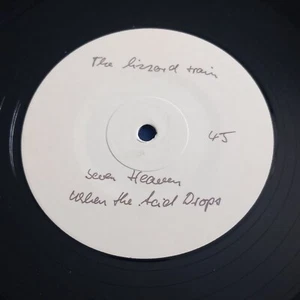 The lizzard train
45
seven Heaven
when the Acid Drops